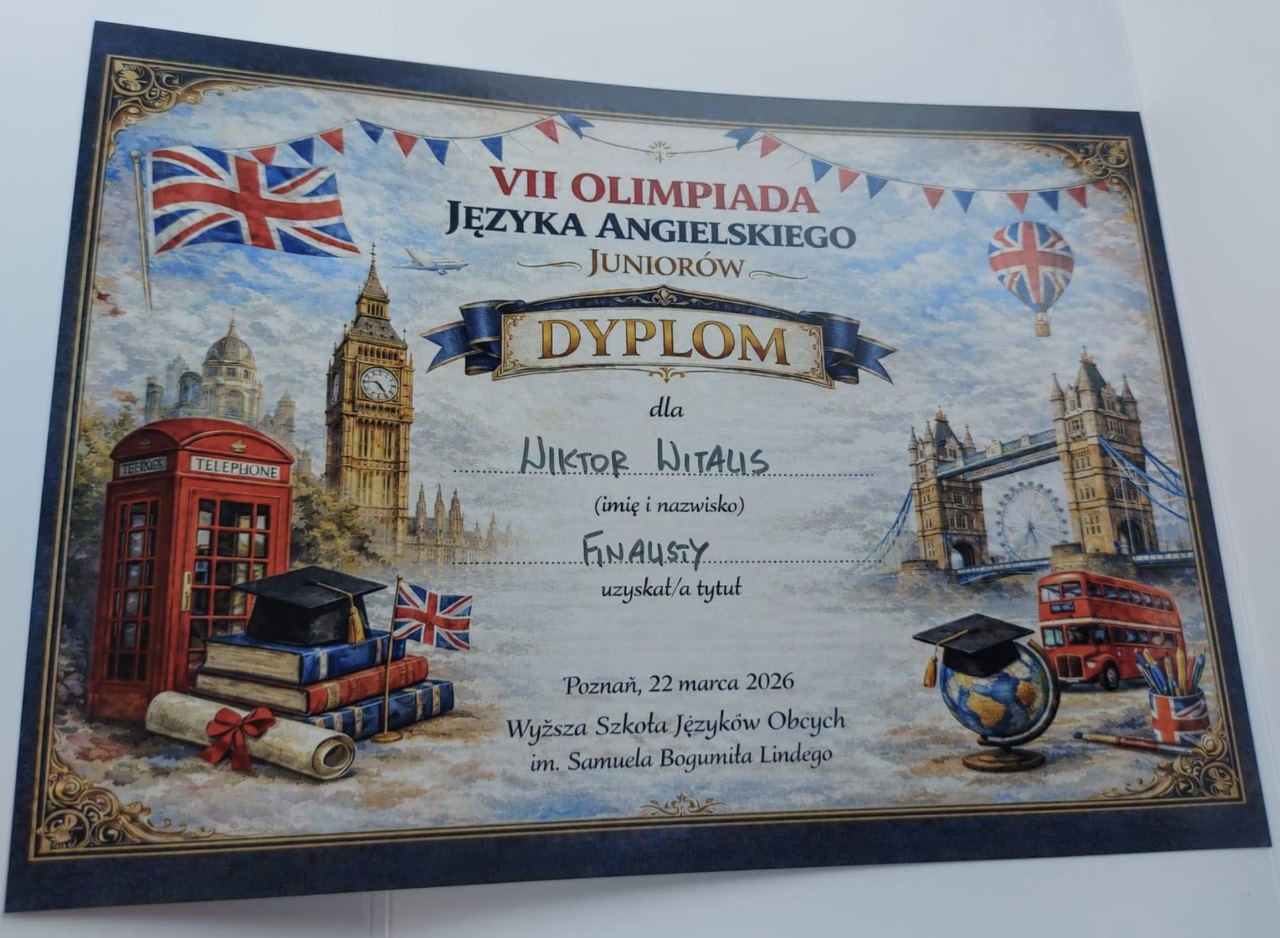 VII OLIMPIADA
JĘZYKA ANGIELSKIEGO
JUNIORÓW
DYPLOM
dla
WIKTOR WITALIS
(imię i nazwisko)
FINALISTY
uzyskał/a tytuł
Poznań, 22 marca 2026
Wyższa Szkoła Języków Obcych
im. Samuela Bogumiła Lindego
TELEPHONE